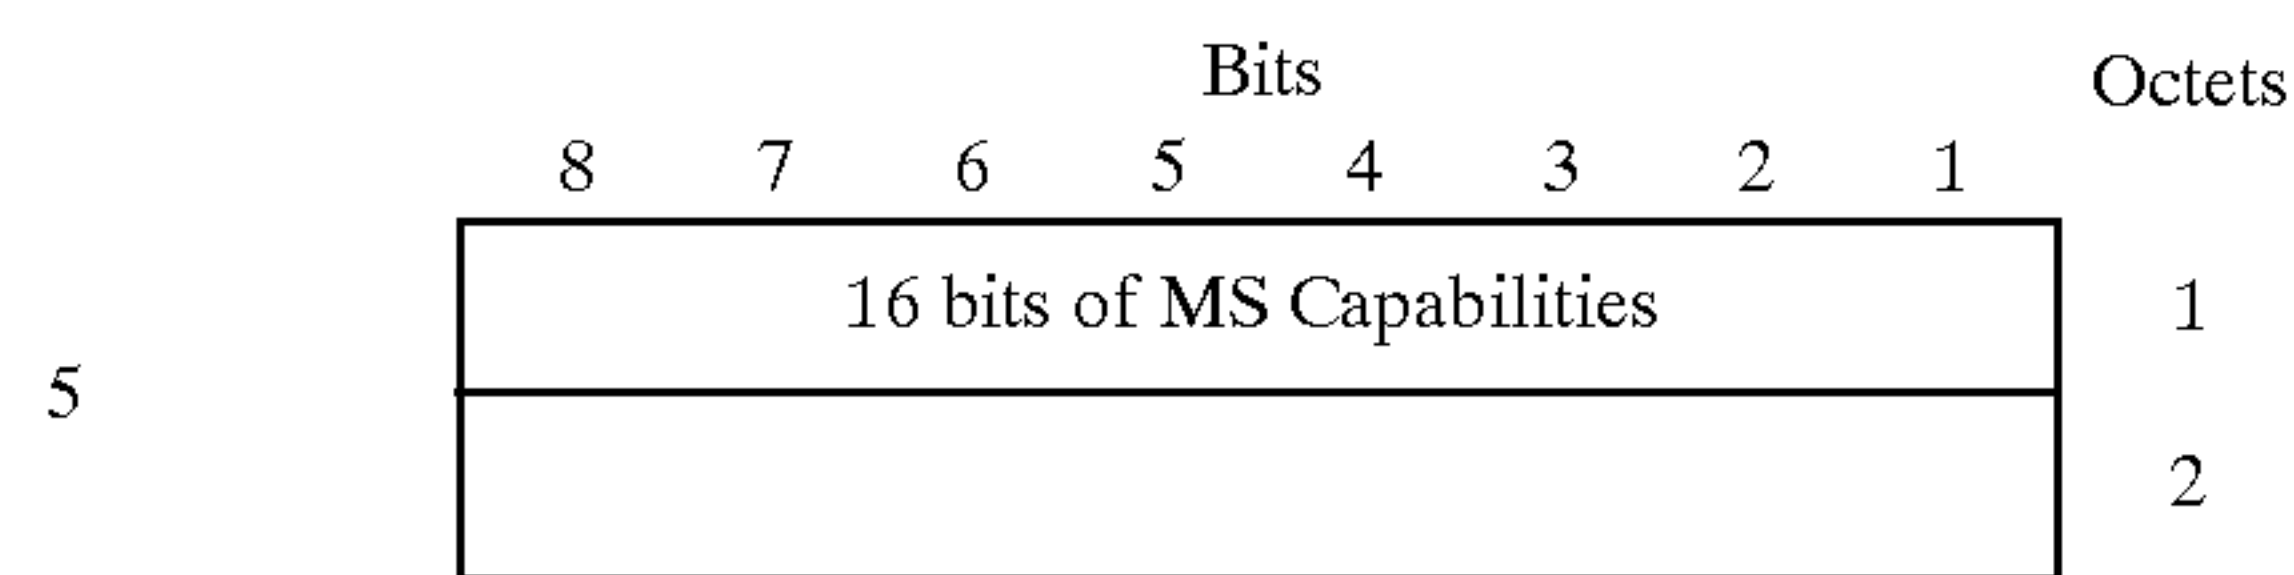 Bits Octets
8 7 6 5 4 3 2 1
16 bits of MS Capabilities 1
5
2